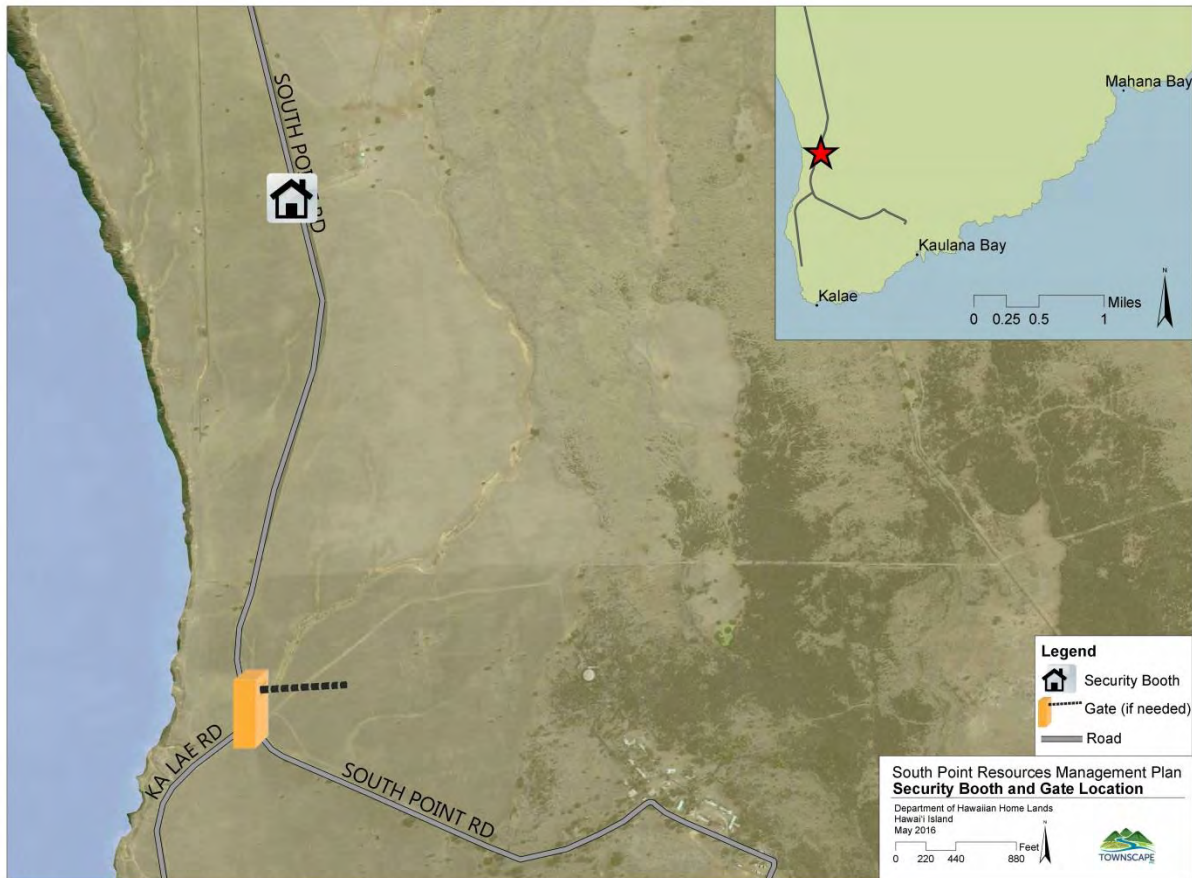 SOUTH POINT RD
Mahana Bay
Kaulana Bay
Kalae
N
Miles
0 0.25 0.5 1
KA LAE RD
SOUTH POINT RD
Legend
Security Booth
Gate (if needed)
Road
South Point Resources Management Plan
Security Booth and Gate Location
Department of Hawaiian Home Lands
Hawai‘i Island
May 2016
N
Feet
0 220 440 880
TOWNSCAPE